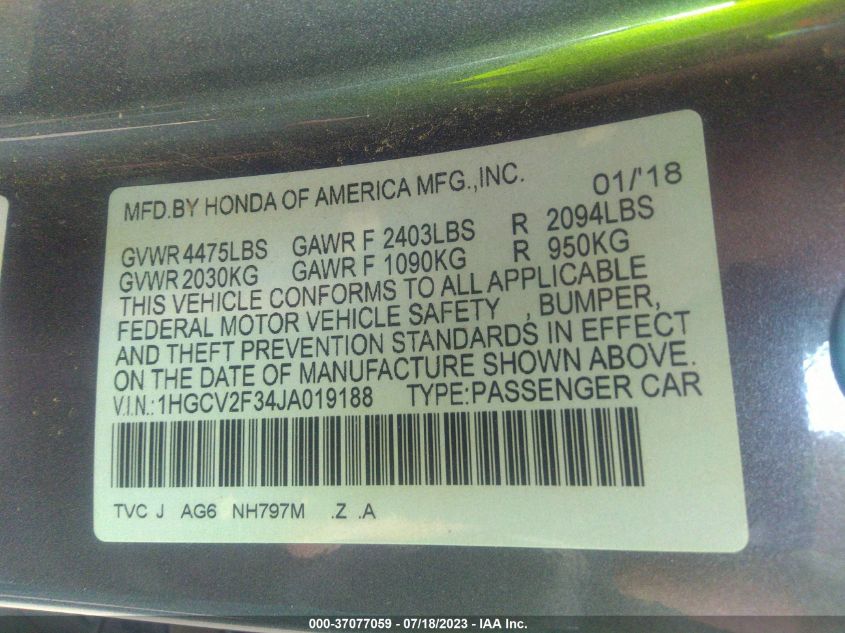 MFD.BY HONDA OF AMERICA MFG.,INC. 01/'18
GVWR 4475LBS GAWR F 2403LBS R 2094LBS
GVWR 2030KG GAWR F 1090KG R 950KG
THIS VEHICLE CONFORMS TO ALL APPLICABLE
FEDERAL MOTOR VEHICLE SAFETY , BUMPER,
AND THEFT PREVENTION STANDARDS IN EFFECT
ON THE DATE OF MANUFACTURE SHOWN ABOVE.
V.I.N.:1HGCV2F34JA019188 TYPE:PASSENGER CAR
TVC J AG6 NH797M .Z .A
000-37077059 - 07/18/2023 - IAA Inc.